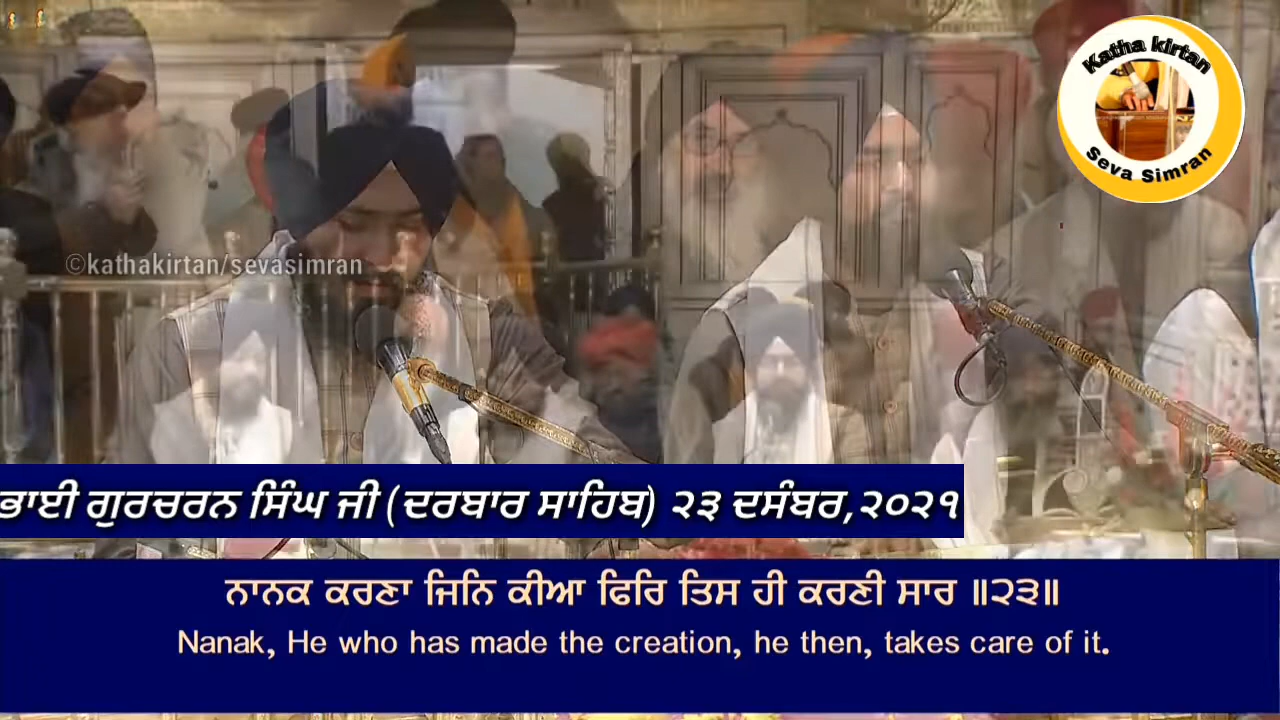 Katha kirtan
Seva Simran
©kathakirtan/sevasimran
ਭਾਈ ਗੁਰਚਰਨ ਸਿੰਘ ਜੀ (ਦਰਬਾਰ ਸਾਹਿਬ) ੨੩ ਦਸੰਬਰ,੨੦੨੧
ਨਾਨਕ ਕਰਣਾ ਜਿਨਿ ਕੀਆ ਫਿਰਿ ਤਿਸ ਹੀ ਕਰਣੀ ਸਾਰ ॥੨੩॥
Nanak, He who has made the creation, he then, takes care of it.